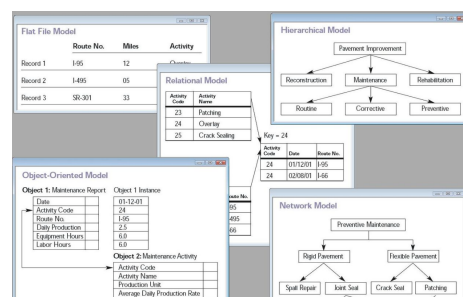 Flat File Model
Route No. Miles Activity
Record 1 I-95 12
Record 2 I-495 05
Record 3 SR-301 33
Relational Model
Activity Code Activity Name
23 Patching
24 Overlay
25 Crack Sealing
Key = 24
Activity Code Date Route No.
24 01/12/01 I-95
24 02/08/01 I-66
Route No.
I-95
I-495
I-66
Hierarchical Model
Pavement Improvement
Reconstruction Maintenance Rehabilitation
Routine Corrective Preventive
Object-Oriented Model
Object 1: Maintenance Report Object 1 Instance
Date 01-12-01
Activity Code 24
Route No. I-95
Daily Production 2.5
Equipment Hours 6.0
Labor Hours 6.0
Object 2: Maintenance Activity
Activity Code
Activity Name
Production Unit
Average Daily Production Rate
Network Model
Preventive Maintenance
Rigid Pavement Flexible Pavement
Spall Repair Joint Seal Crack Seal Patching